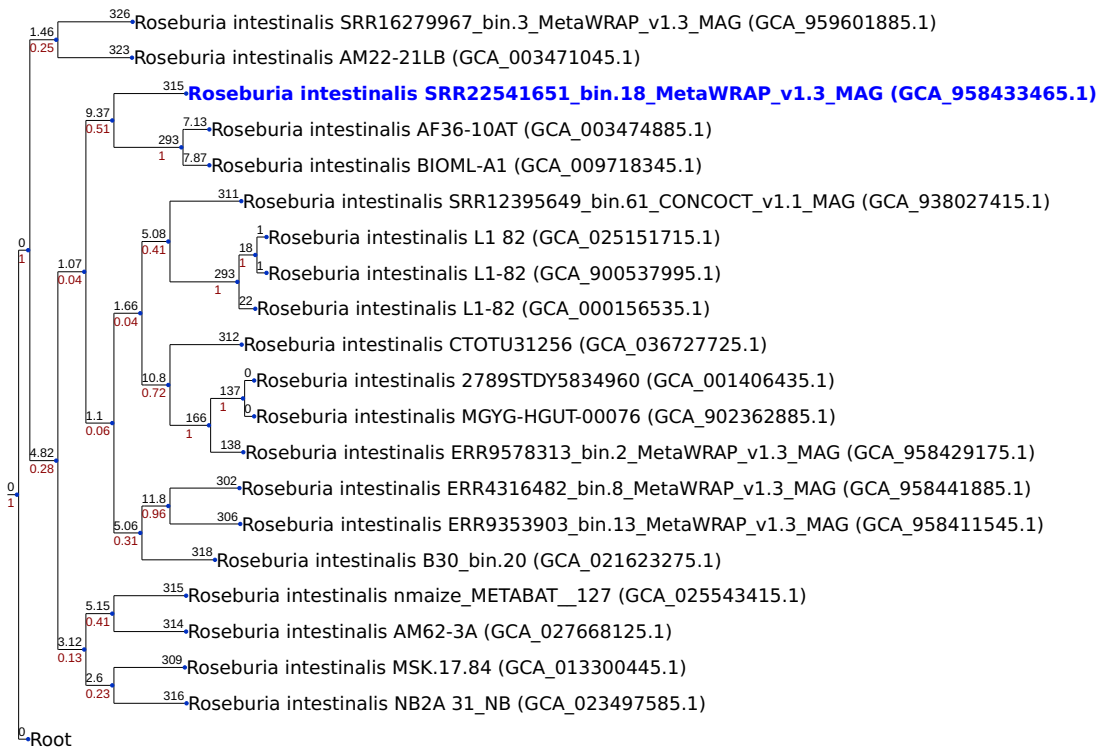 326 Roseburia intestinalis SRR16279967_bin.3_MetaWRAP_v1.3_MAG (GCA_959601885.1)
1.46
0.25
323 Roseburia intestinalis AM22-21LB (GCA_003471045.1)
315 Roseburia intestinalis SRR22541651_bin.18_MetaWRAP_v1.3_MAG (GCA_958433465.1)
9.37
0.51
7.13 Roseburia intestinalis AF36-10AT (GCA_003474885.1)
293
1
7.87 Roseburia intestinalis BIOML-A1 (GCA_009718345.1)
311 Roseburia intestinalis SRR12395649_bin.61_CONCOCT_v1.1_MAG (GCA_938027415.1)
5.08
0.41
1 Roseburia intestinalis L1 82 (GCA_025151715.1)
0
1
18
1
1.07
0.04
1 Roseburia intestinalis L1-82 (GCA_900537995.1)
293
1
22 Roseburia intestinalis L1-82 (GCA_000156535.1)
1.66
0.04
312 Roseburia intestinalis CTOTU31256 (GCA_036727725.1)
10.8
0.72
0 Roseburia intestinalis 2789STDY5834960 (GCA_001406435.1)
137
1
0 Roseburia intestinalis MGYG-HGUT-00076 (GCA_902362885.1)
1.1
0.06
166
1
138 Roseburia intestinalis ERR9578313_bin.2_MetaWRAP_v1.3_MAG (GCA_958429175.1)
4.82
0.28
302 Roseburia intestinalis ERR4316482_bin.8_MetaWRAP_v1.3_MAG (GCA_958441885.1)
0
1
11.8
0.96
306 Roseburia intestinalis ERR9353903_bin.13_MetaWRAP_v1.3_MAG (GCA_958411545.1)
5.06
0.31
318 Roseburia intestinalis B30_bin.20 (GCA_021623275.1)
315 Roseburia intestinalis nmaize_METABAT__127 (GCA_025543415.1)
5.15
0.41
314 Roseburia intestinalis AM62-3A (GCA_027668125.1)
3.12
0.13
309 Roseburia intestinalis MSK.17.84 (GCA_013300445.1)
2.6
0.23
316 Roseburia intestinalis NB2A 31_NB (GCA_023497585.1)
0 Root